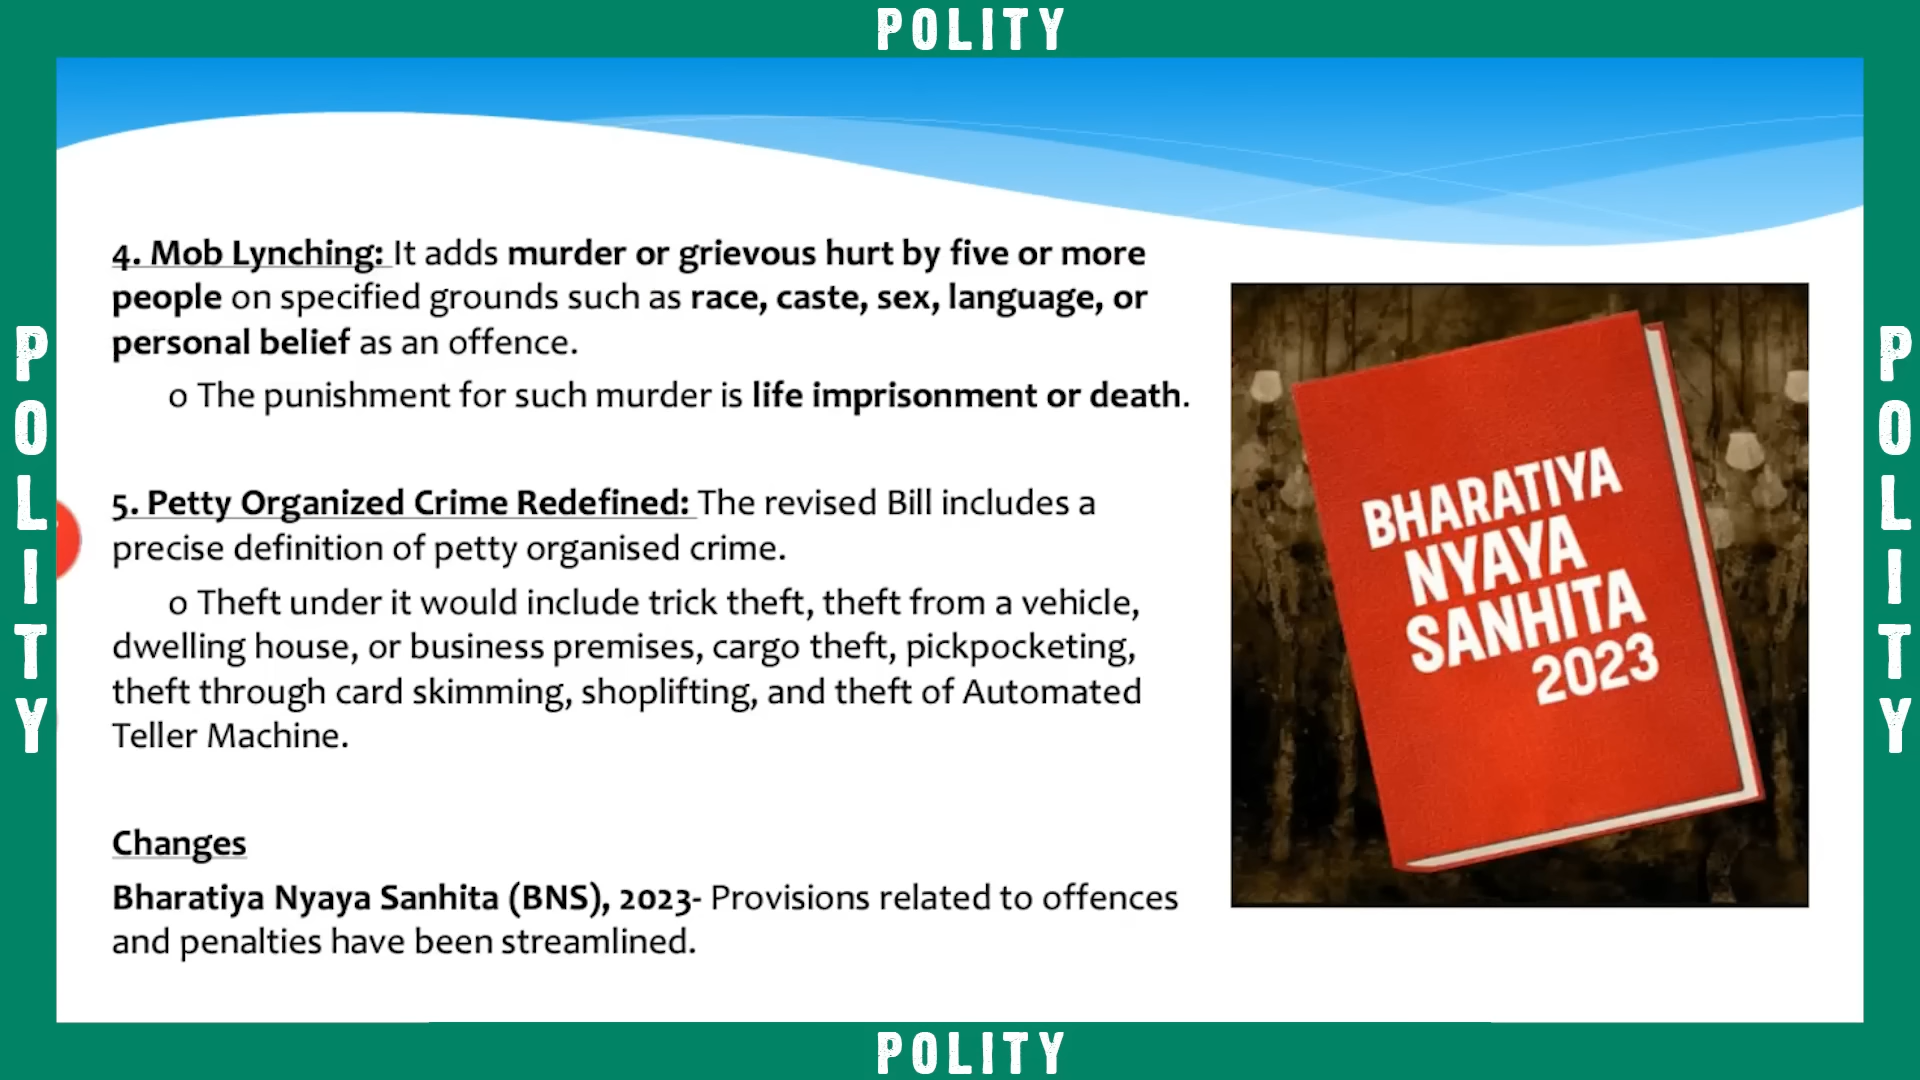 POLITY
4. Mob Lynching: It adds murder or grievous hurt by five or more
people on specified grounds such as race, caste, sex, language, or
personal belief as an offence.
o The punishment for such murder is life imprisonment or death.
5. Petty Organized Crime Redefined: The revised Bill includes a
precise definition of petty organised crime.
o Theft under it would include trick theft, theft from a vehicle,
dwelling house, or business premises, cargo theft, pickpocketing,
theft through card skimming, shoplifting, and theft of Automated
Teller Machine.
Changes
Bharatiya Nyaya Sanhita (BNS), 2023- Provisions related to offences
and penalties have been streamlined.
BHARATIYA
NYAYA
SANHITA
2023
POLITY
POLITY
POLITY